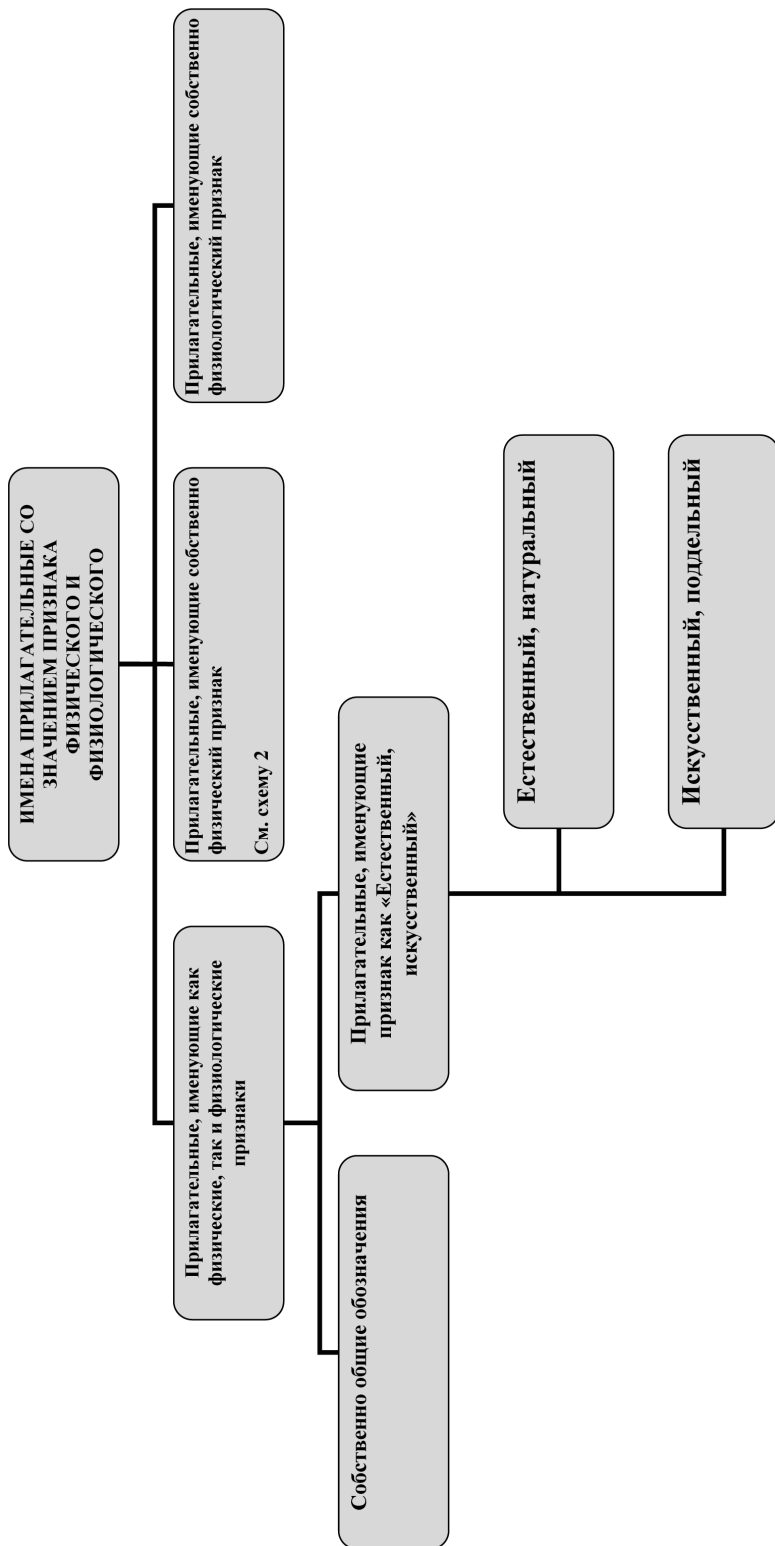 ИМЕНА ПРИЛАГАТЕЛЬНЫЕ СО
ЗНАЧЕНИЕМ ПРИЗНАКА
ФИЗИЧЕСКОГО И
ФИЗИОЛОГИЧЕСКОГО
Прилагательные, именующие как
физические, так и физиологические
признаки
Прилагательные, именующие собственно
физический признак
См. схему 2
Прилагательные, именующие собственно
физиологический признак
Собственно общие обозначения
Прилагательные, именующие
признак как «Естественный,
искусственный»
Естественный, натуральный
Искусственный, поддельный